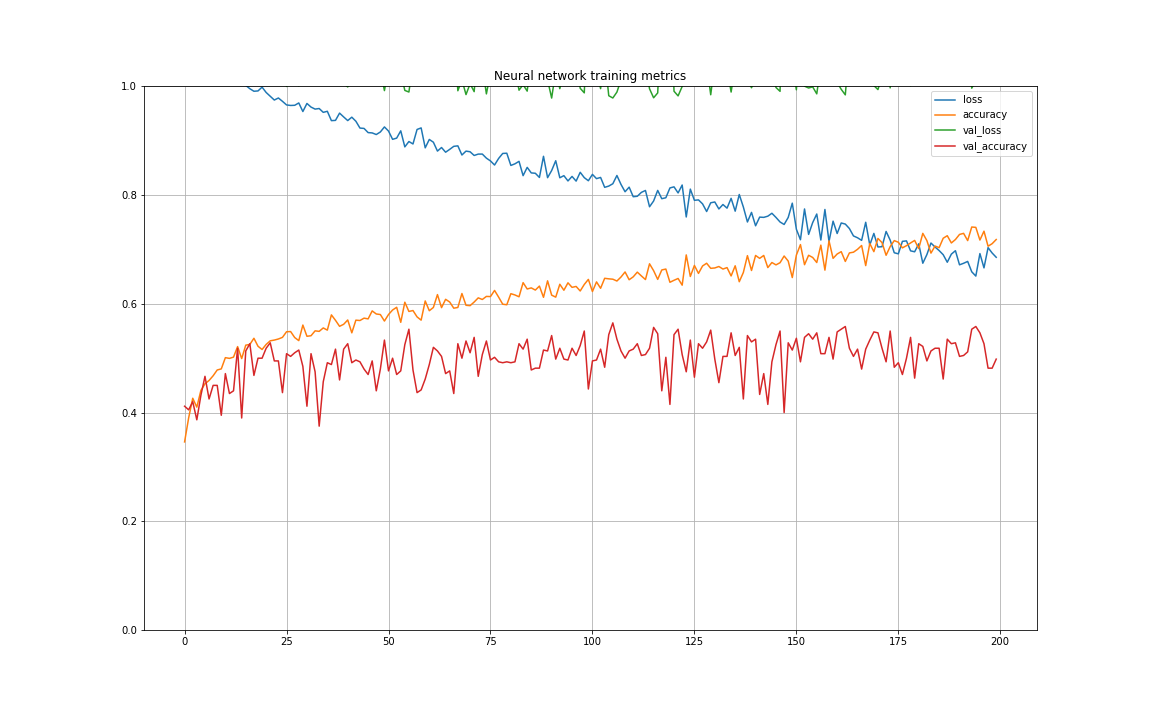 Neural network training metrics
1.0
0.8
0.6
0.4
0.2
0.0
0 25 50 75 100 125 150 175 200
loss
accuracy
val_loss
val_accuracy